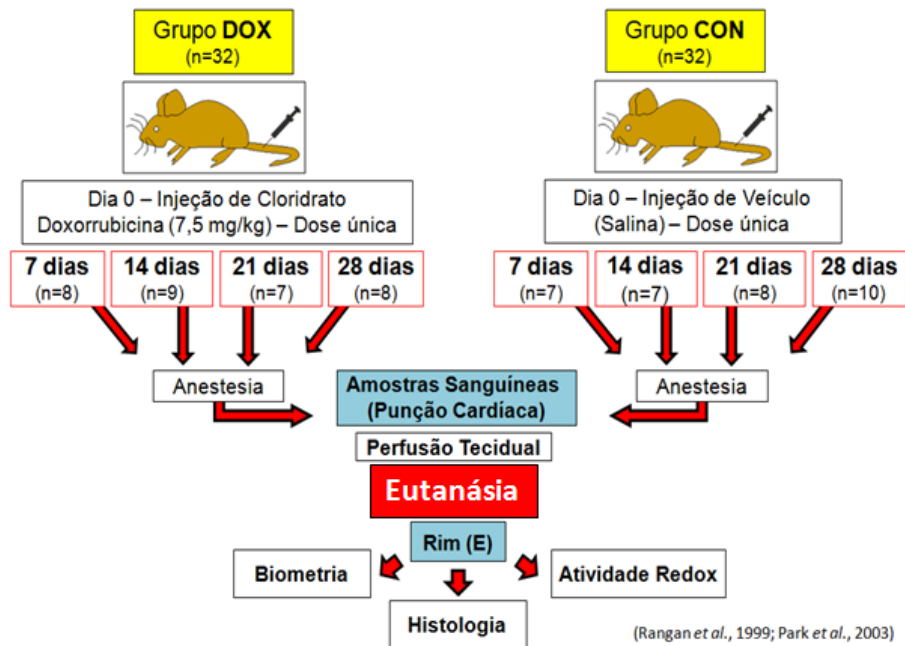 Grupo DOX
(n=32)
Grupo CON
(n=32)
Dia 0 – Injeção de Cloridrato
Doxorrubicina (7,5 mg/kg) – Dose única
Dia 0 – Injeção de Veículo
(Salina) – Dose única
7 dias
(n=8)
14 dias
(n=9)
21 dias
(n=7)
28 dias
(n=8)
7 dias
(n=7)
14 dias
(n=7)
21 dias
(n=8)
28 dias
(n=10)
Anestesia
Amostras Sanguíneas
(Punção Cardíaca)
Anestesia
Perfusão Tecidual
Eutanásia
Rim (E)
Biometria
Atividade Redox
Histologia
(Rangan et al., 1999; Park et al., 2003)